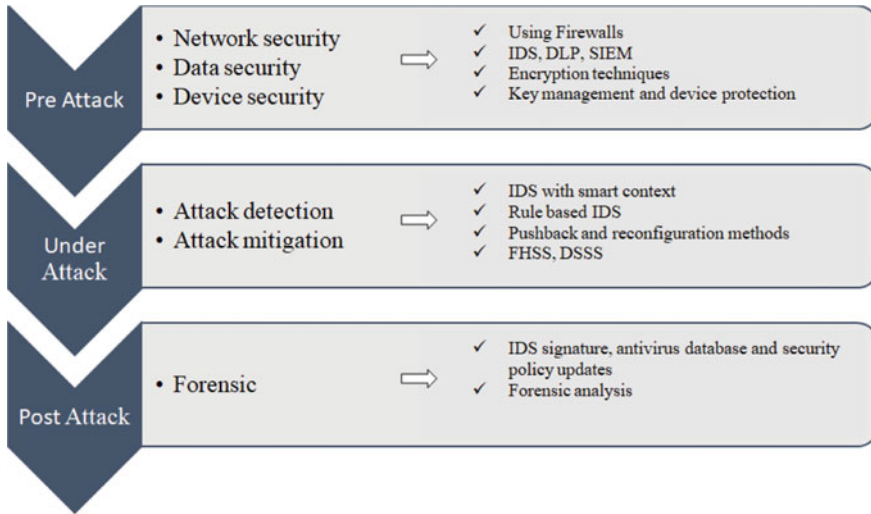 Pre Attack
• Network security
• Data security
• Device security
✓ Using Firewalls
✓ IDS, DLP, SIEM
✓ Encryption techniques
✓ Key management and device protection
Under
Attack
• Attack detection
• Attack mitigation
✓ IDS with smart context
✓ Rule based IDS
✓ Pushback and reconfiguration methods
✓ FHSS, DSSS
Post Attack
• Forensic
✓ IDS signature, antivirus database and security
policy updates
✓ Forensic analysis